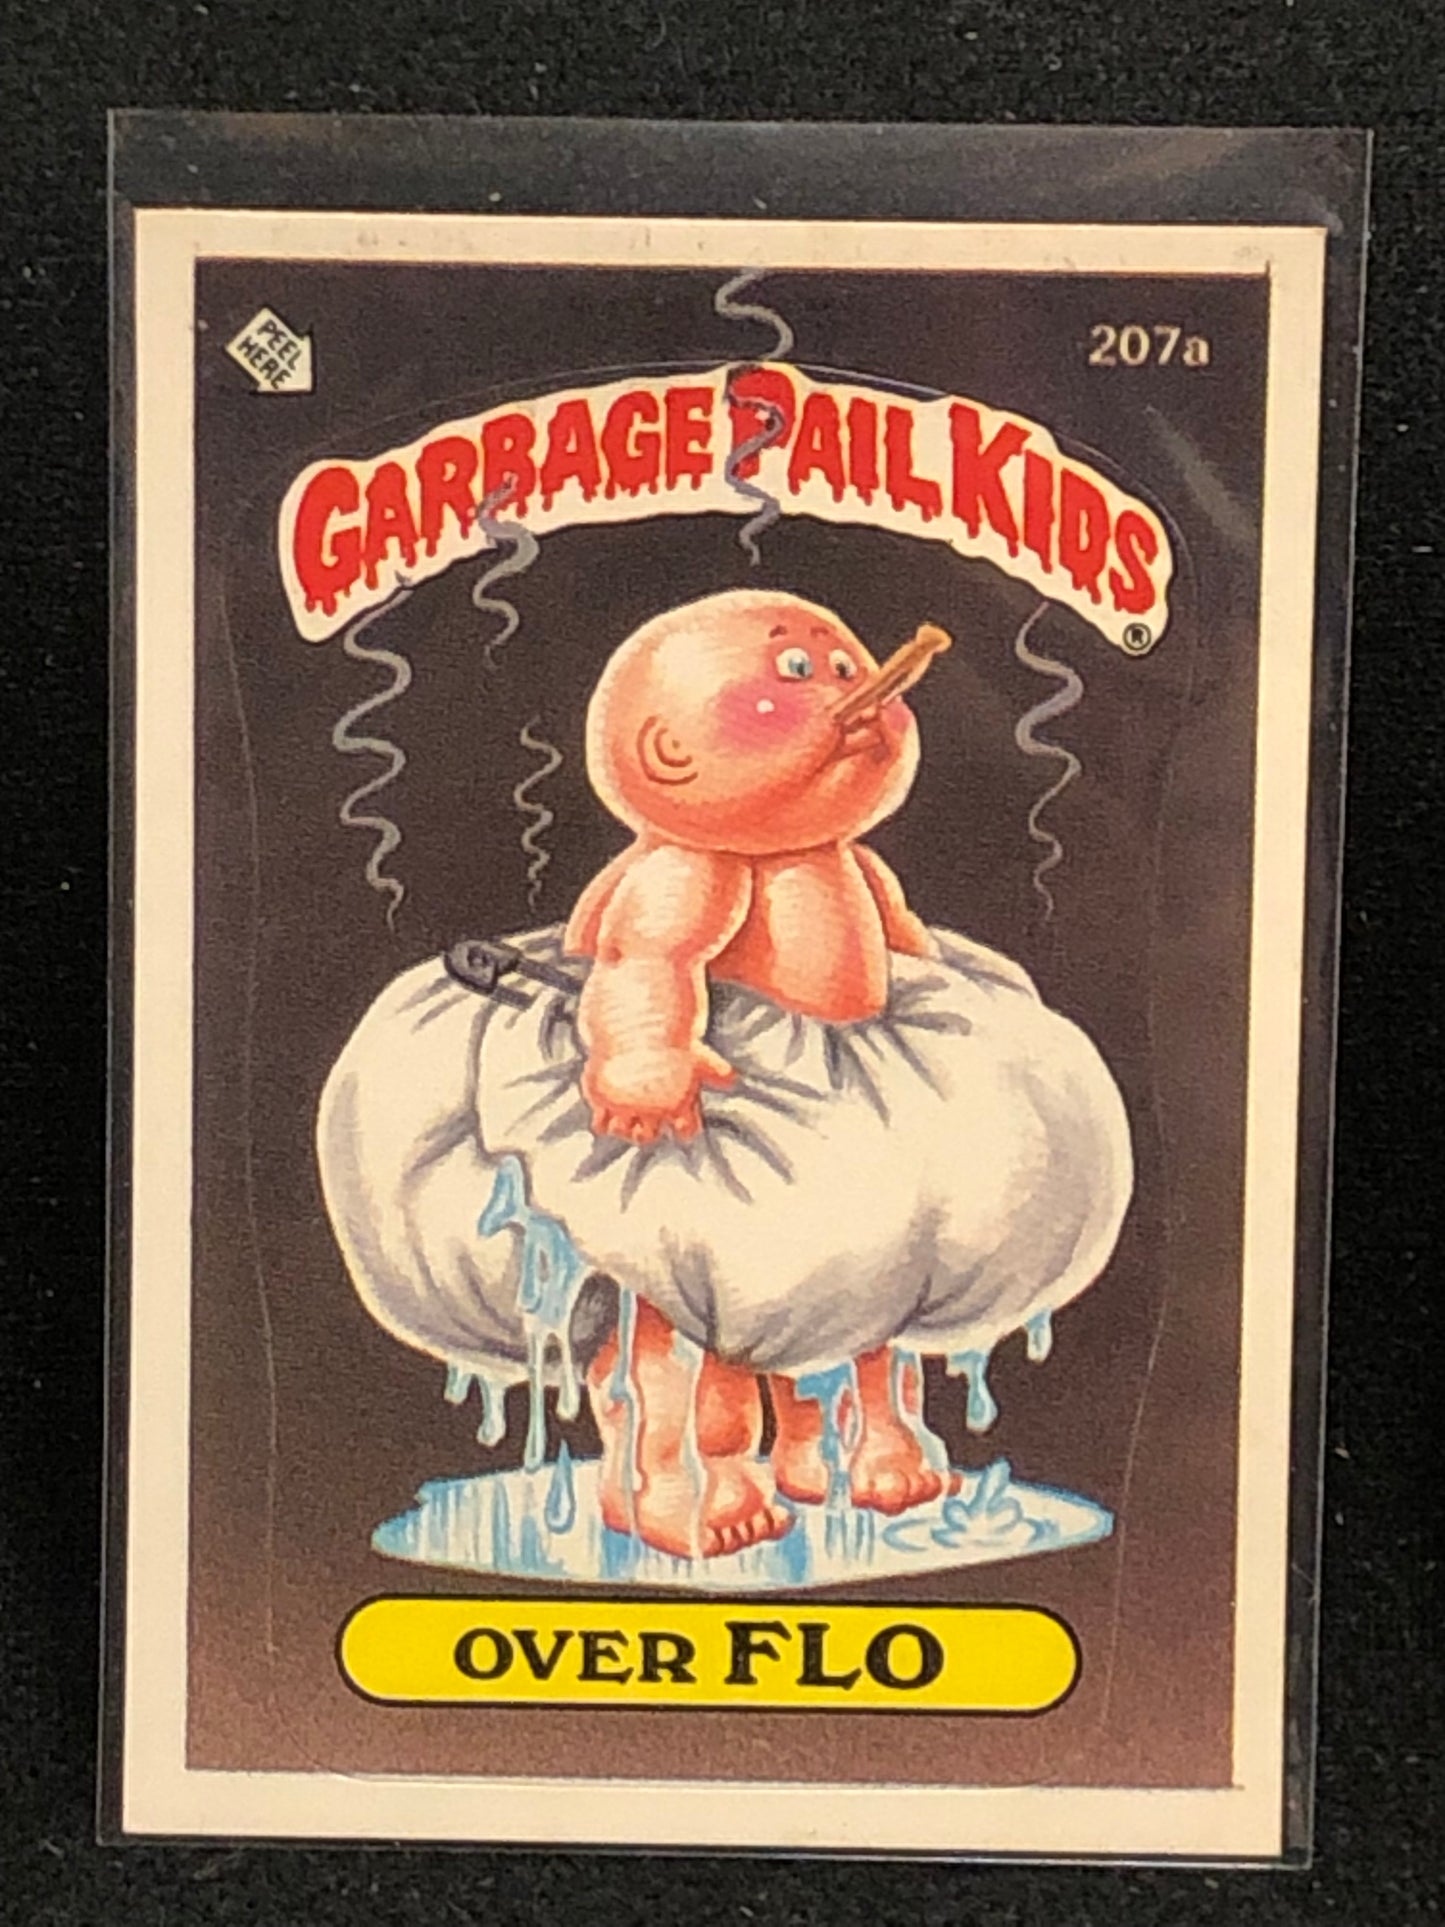 PEEL
HERE
207a
GARBAGE PAIL KIDS
®
OVER FLO